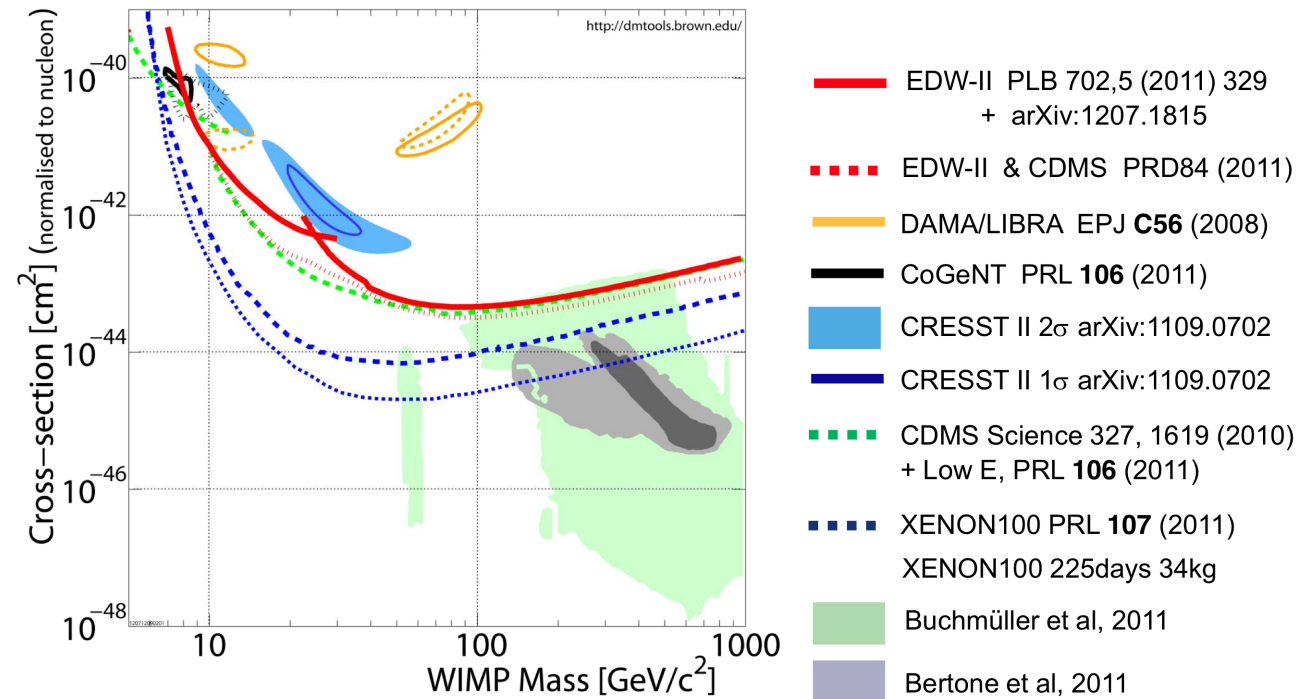 http://dmtools.brown.edu/
Cross−section [cm²] (normalised to nucleon)
10⁻⁴⁰
10⁻⁴²
10⁻⁴⁴
10⁻⁴⁶
10⁻⁴⁸
10
100
1000
WIMP Mass [GeV/c²]
EDW-II PLB 702,5 (2011) 329
+ arXiv:1207.1815
EDW-II & CDMS PRD84 (2011)
DAMA/LIBRA EPJ C56 (2008)
CoGeNT PRL 106 (2011)
CRESST II 2σ arXiv:1109.0702
CRESST II 1σ arXiv:1109.0702
CDMS Science 327, 1619 (2010)
+ Low E, PRL 106 (2011)
XENON100 PRL 107 (2011)
XENON100 225days 34kg
Buchmüller et al, 2011
Bertone et al, 2011